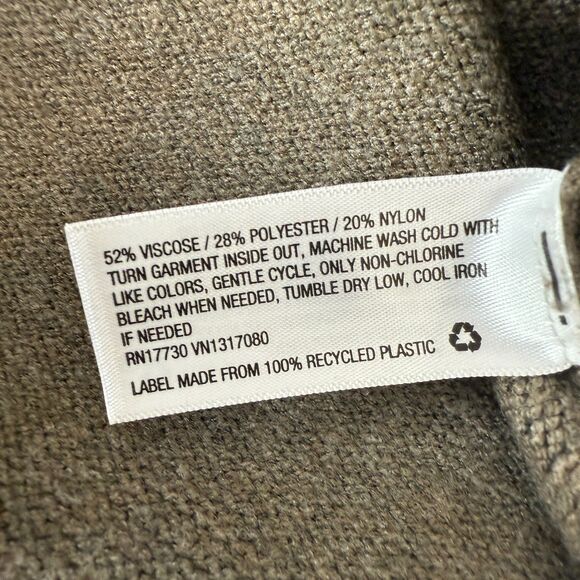 52% VISCOSE / 28% POLYESTER / 20% NYLON
TURN GARMENT INSIDE OUT, MACHINE WASH COLD WITH
LIKE COLORS, GENTLE CYCLE, ONLY NON-CHLORINE
BLEACH WHEN NEEDED, TUMBLE DRY LOW, COOL IRON
IF NEEDED
RN17730 VN1317080
LABEL MADE FROM 100% RECYCLED PLASTIC